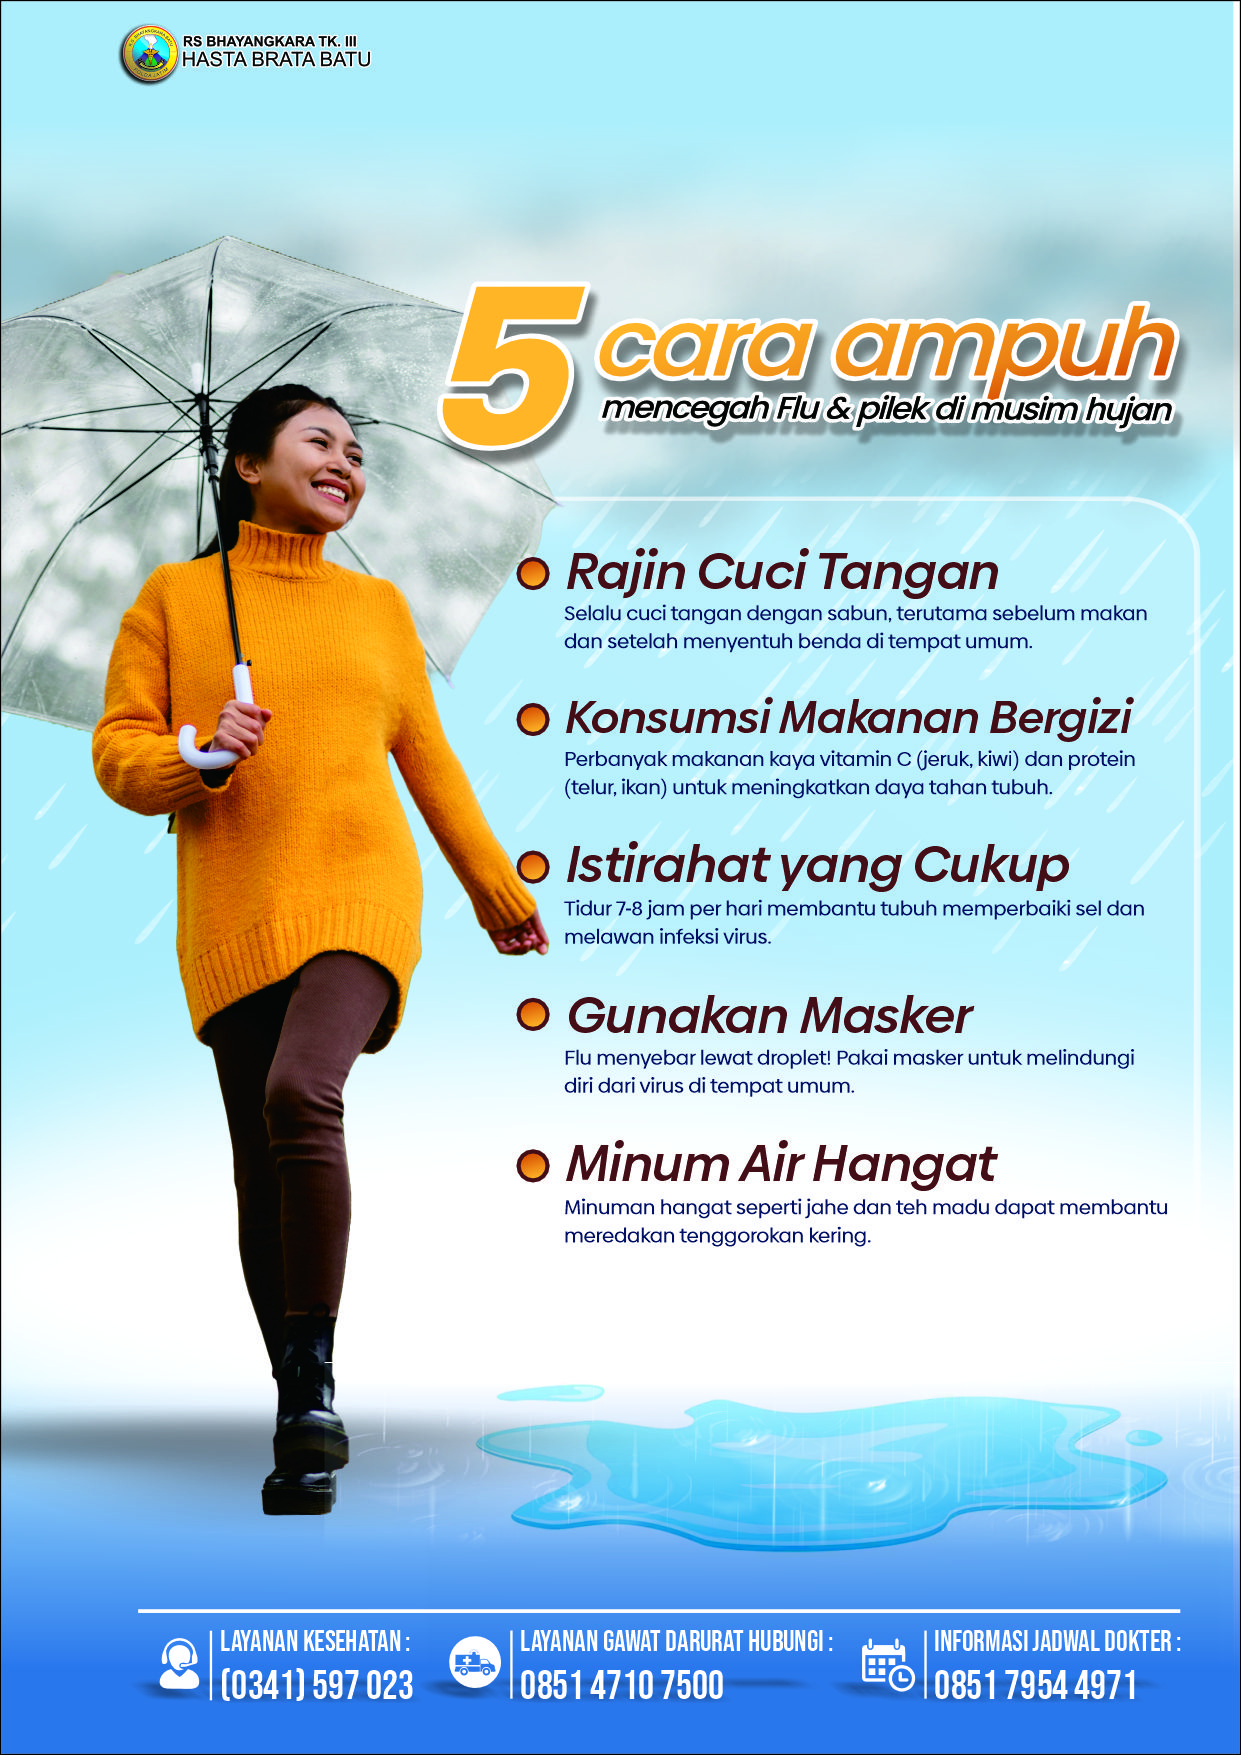 RS BHAYANGKARA TK. III
HASTA BRATA BATU
5 cara ampuh
mencegah Flu & pilek di musim hujan
Rajin Cuci Tangan
Selalu cuci tangan dengan sabun, terutama sebelum makan
dan setelah menyentuh benda di tempat umum.
Konsumsi Makanan Bergizi
Perbanyak makanan kaya vitamin C (jeruk, kiwi) dan protein
(telur, ikan) untuk meningkatkan daya tahan tubuh.
Istirahat yang Cukup
Tidur 7-8 jam per hari membantu tubuh memperbaiki sel dan
melawan infeksi virus.
Gunakan Masker
Flu menyebar lewat droplet! Pakai masker untuk melindungi
diri dari virus di tempat umum.
Minum Air Hangat
Minuman hangat seperti jahe dan teh madu dapat membantu
meredakan tenggorokan kering.
LAYANAN KESEHATAN :
(0341) 597 023
LAYANAN GAWAT DARURAT HUBUNGI :
0851 4710 7500
INFORMASI JADWAL DOKTER :
0851 7954 4971